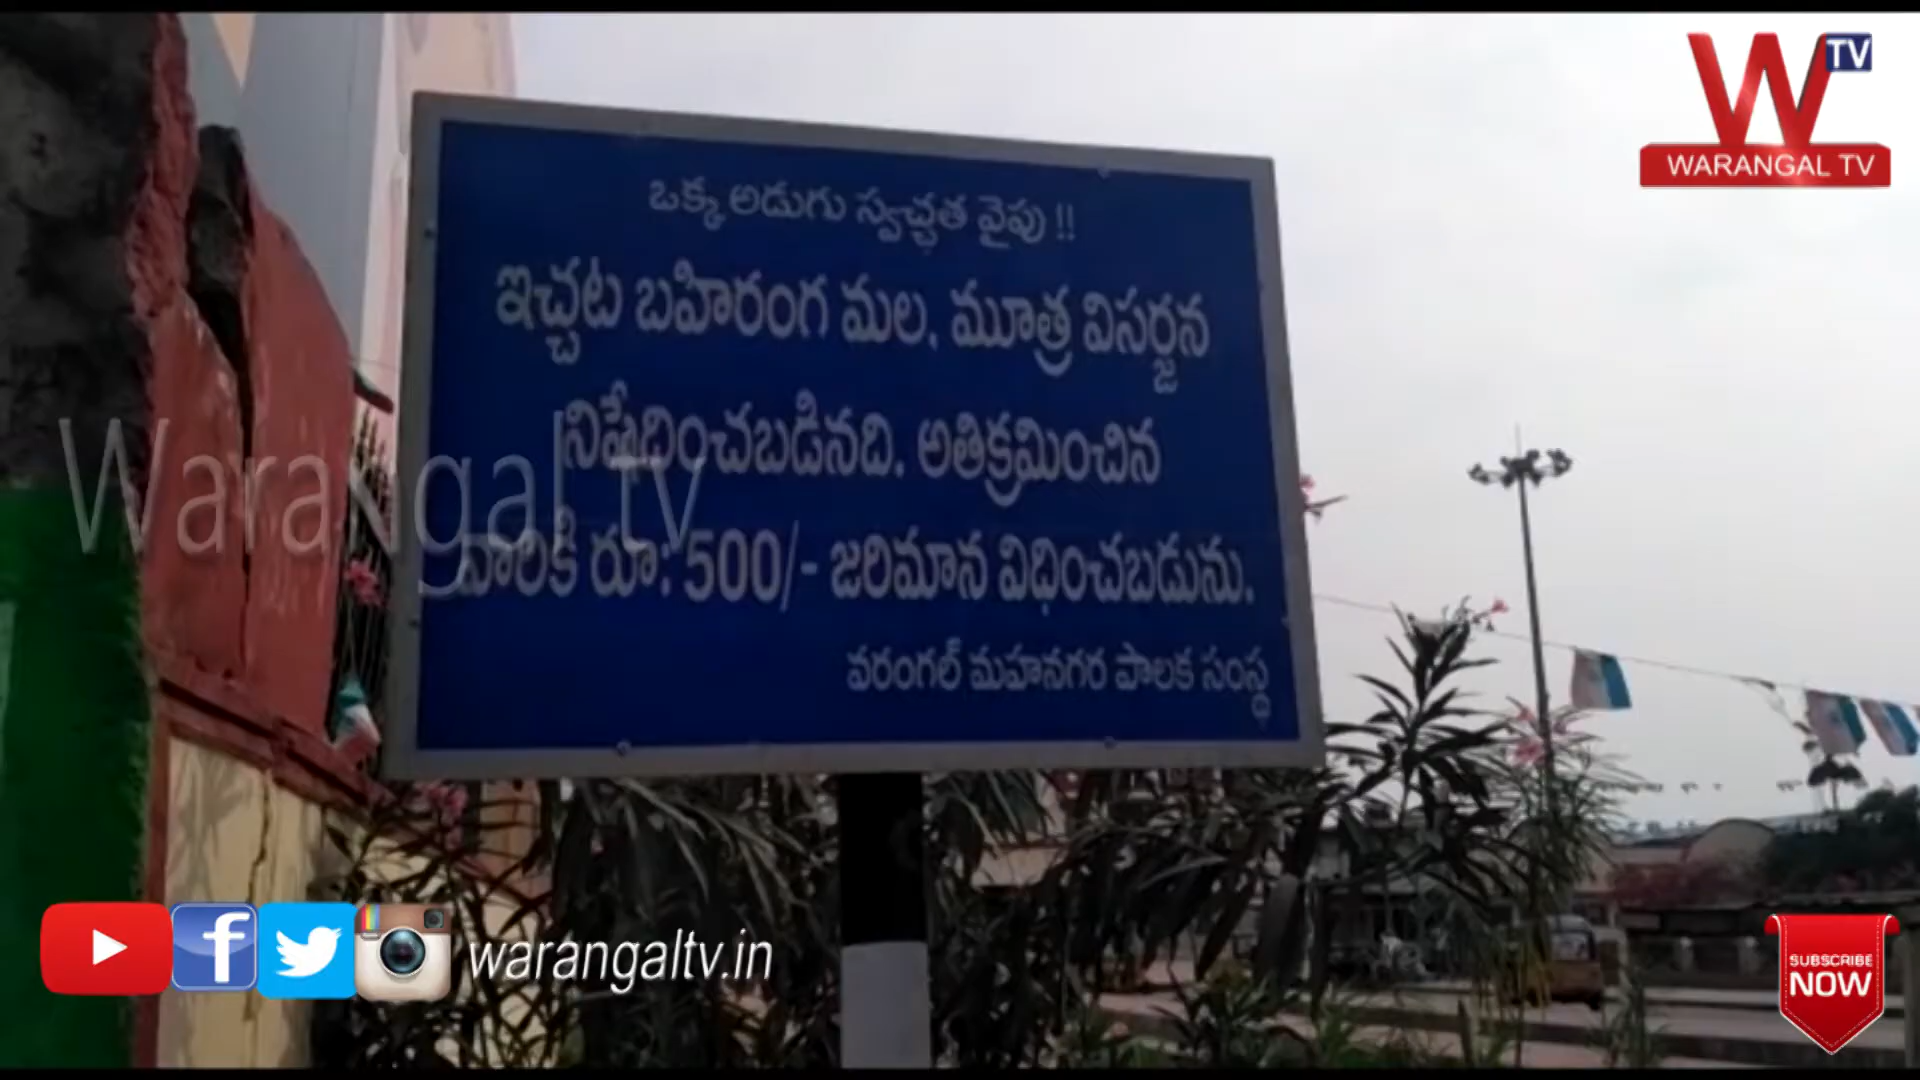 W TV
WARANGAL TV
ఒక్క అడుగు స్వచ్ఛత వైపు !!
ఇచ్చట బహిరంగ మల, మూత్ర విసర్జన
నిషేధించబడినది. అతిక్రమించిన
వారికి రూ: 500/- జరిమాన విధించబడును.
వరంగల్ మహనగర పాలక సంస్థ
Warangal tv
warangaltv.in
SUBSCRIBE
NOW